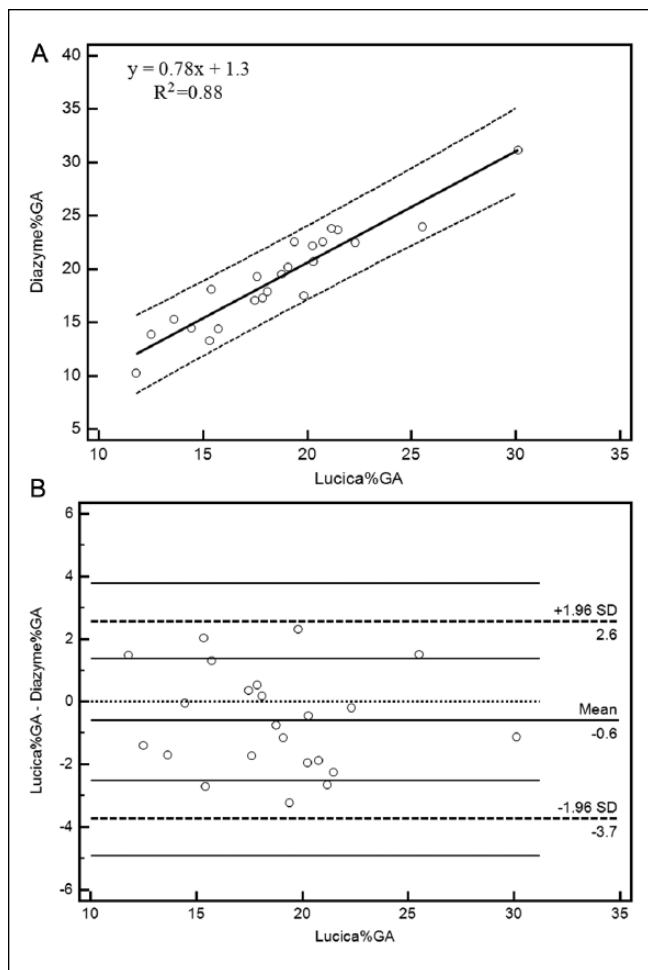 A
y = 0.78x + 1.3
R²=0.88
40
35
30
25
20
15
10
5
Diazyme%GA
10 15 20 25 30 35
Lucica%GA
B
6
4
2
0
-2
-4
-6
Lucica%GA - Diazyme%GA
+1.96 SD
2.6
Mean
-0.6
-1.96 SD
-3.7
10 15 20 25 30 35
Lucica%GA